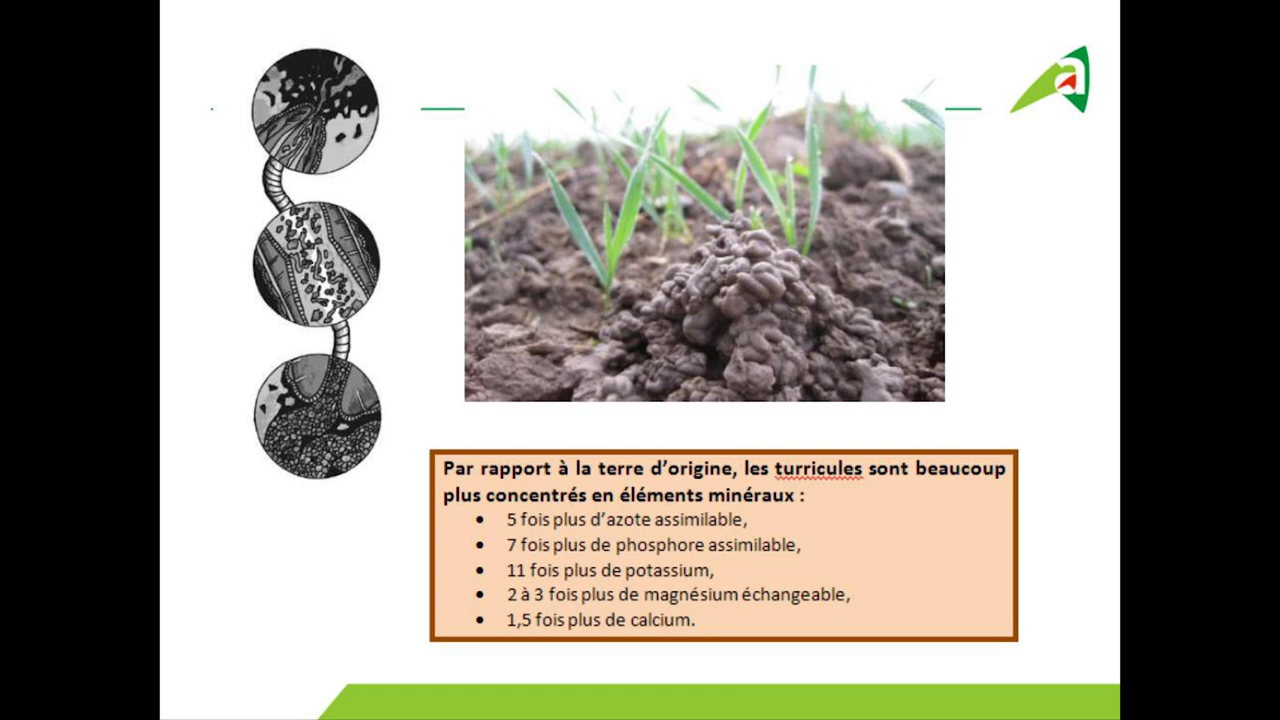 a
Par rapport à la terre d’origine, les turricules sont beaucoup
plus concentrés en éléments minéraux :
• 5 fois plus d’azote assimilable,
• 7 fois plus de phosphore assimilable,
• 11 fois plus de potassium,
• 2 à 3 fois plus de magnésium échangeable,
• 1,5 fois plus de calcium.